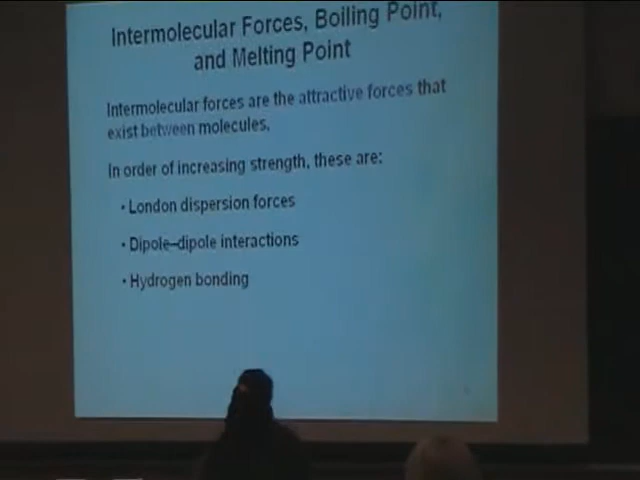 Intermolecular Forces, Boiling Point,
and Melting Point
Intermolecular forces are the attractive forces that
exist between molecules.
In order of increasing strength, these are:
• London dispersion forces
• Dipole–dipole interactions
• Hydrogen bonding